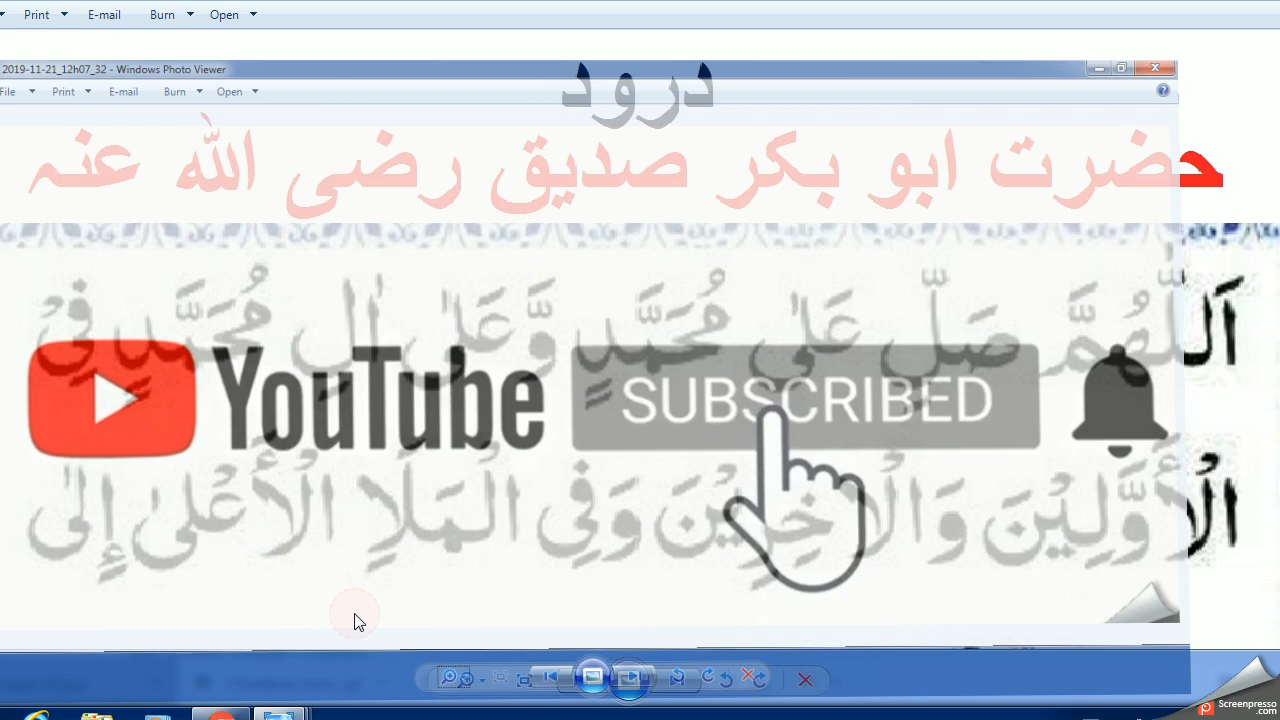 Print E-mail Burn Open
2019-11-21_12h07_32 - Windows Photo Viewer
File Print E-mail Burn Open
درود
حضرت ابو بکر صدیق رضی اللہ عنہ
اَللّٰهُمَّ صَلِّ عَلٰى مُحَمَّدٍ وَّعَلٰى اٰلِ مُحَمَّدٍ فِىْ
YouTube SUBSCRIBED
الْاَوَّلِيْنَ وَالْاٰخِرِيْنَ وَفِى الْمَلَاِ الْاَعْلٰى اِلٰى
Screenpresso
.com